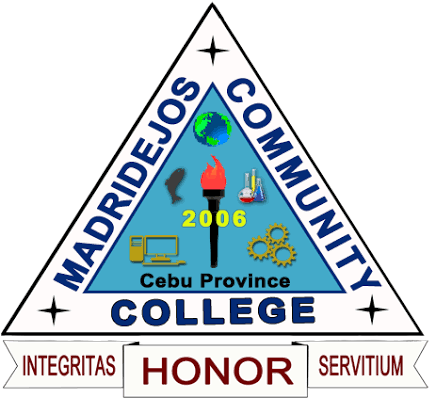 MADRIDEJOS
COMMUNITY
COLLEGE
2006
Cebu Province
INTEGRITAS
HONOR
SERVITIUM